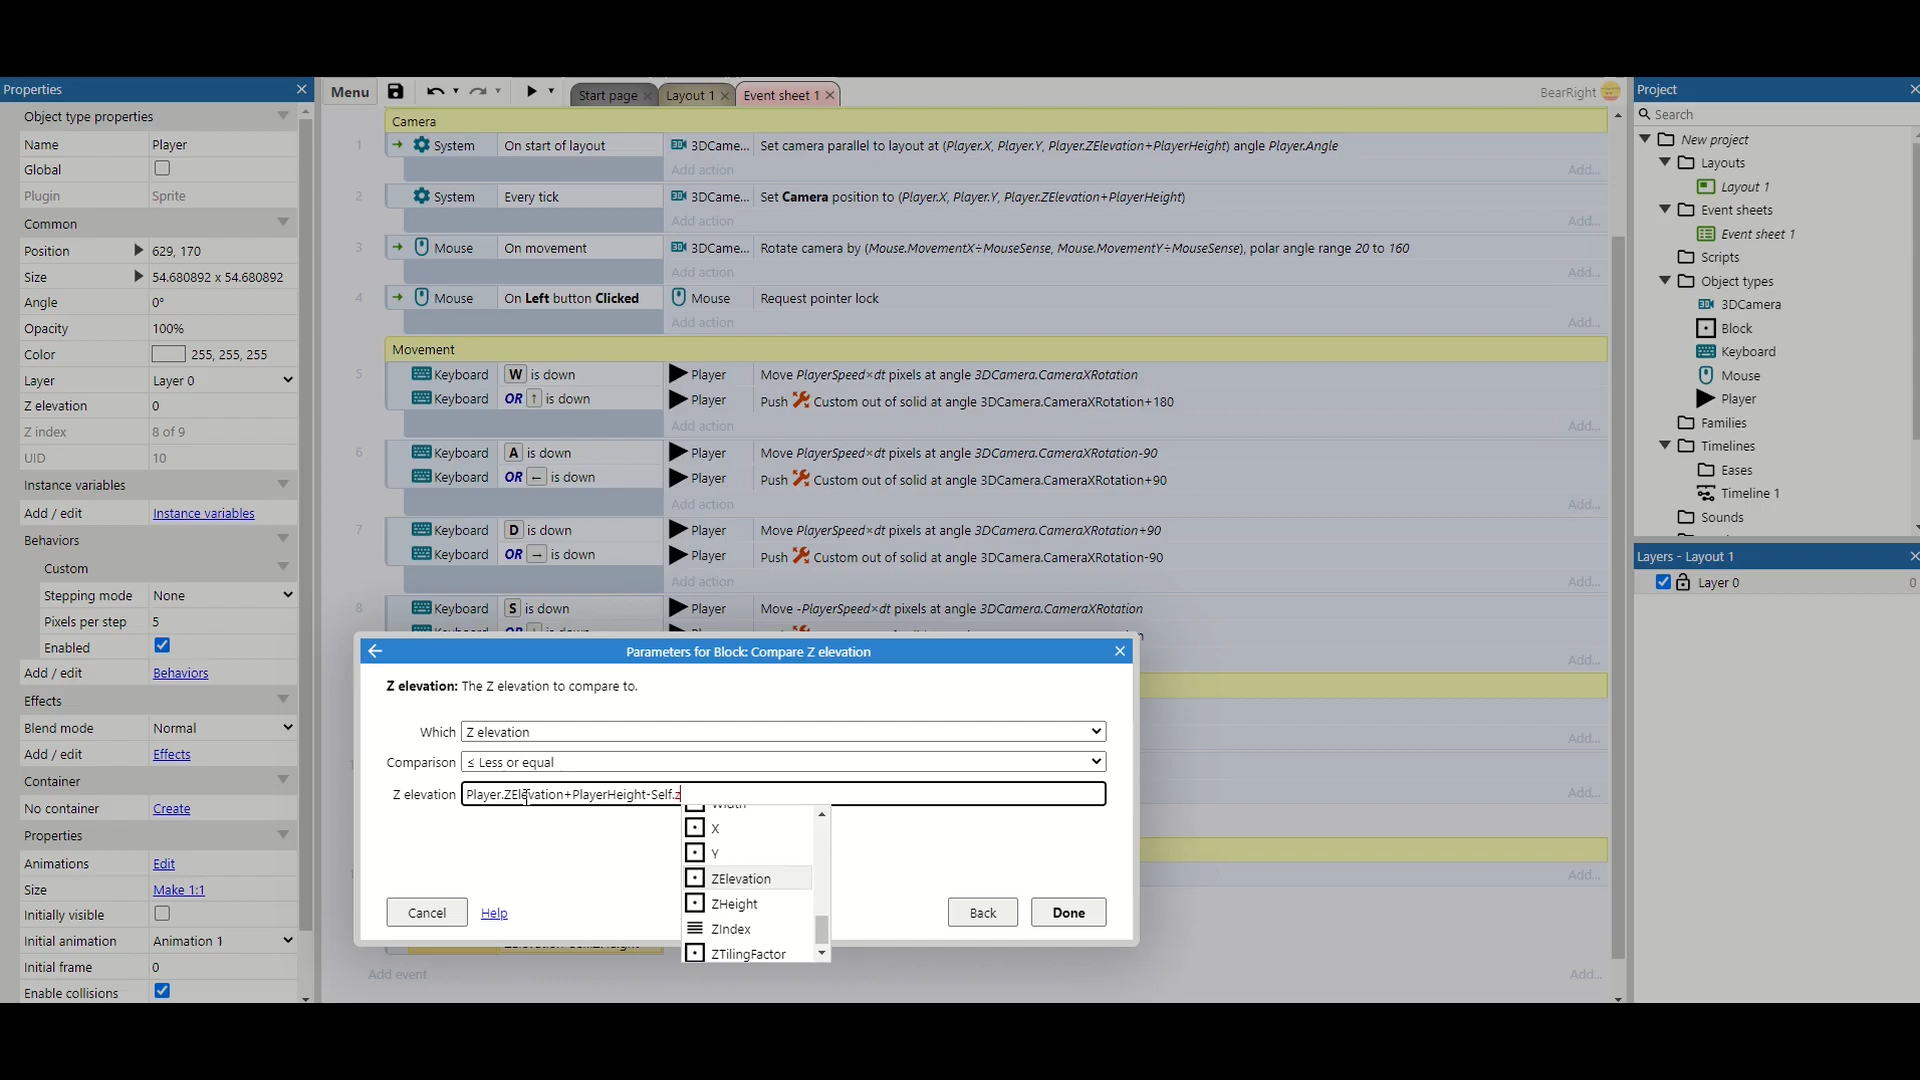 Properties
Object type properties
Name Player
Global
Plugin Sprite
Common
Position 629, 170
Size 54.680892 x 54.680892
Angle 0°
Opacity 100%
Color 255, 255, 255
Layer Layer 0
Z elevation 0
Z index 8 of 9
UID 10
Instance variables
Add / edit Instance variables
Behaviors
Custom
Stepping mode None
Pixels per step 5
Enabled
Add / edit Behaviors
Effects
Blend mode Normal
Add / edit Effects
Container
No container Create
Properties
Animations Edit
Size Make 1:1
Initially visible
Initial animation Animation 1
Initial frame 0
Enable collisions
Menu Start page Layout 1 Event sheet 1 BearRight
Camera
1 System On start of layout 3DCame... Set camera parallel to layout at (Player.X, Player.Y, Player.ZElevation+PlayerHeight) angle Player.Angle
Add action Add...
2 System Every tick 3DCame... Set Camera position to (Player.X, Player.Y, Player.ZElevation+PlayerHeight)
Add action Add...
3 Mouse On movement 3DCame... Rotate camera by (Mouse.MovementX÷MouseSense, Mouse.MovementY÷MouseSense), polar angle range 20 to 160
Add action Add...
4 Mouse On Left button Clicked Mouse Request pointer lock
Add action Add...
Movement
5 Keyboard W is down Player Move PlayerSpeed×dt pixels at angle 3DCamera.CameraXRotation
Keyboard OR ↑ is down Player Push Custom out of solid at angle 3DCamera.CameraXRotation+180
Add action Add...
6 Keyboard A is down Player Move PlayerSpeed×dt pixels at angle 3DCamera.CameraXRotation-90
Keyboard OR ← is down Player Push Custom out of solid at angle 3DCamera.CameraXRotation+90
Add action Add...
7 Keyboard D is down Player Move PlayerSpeed×dt pixels at angle 3DCamera.CameraXRotation+90
Keyboard OR → is down Player Push Custom out of solid at angle 3DCamera.CameraXRotation-90
Add action Add...
8 Keyboard S is down Player Move -PlayerSpeed×dt pixels at angle 3DCamera.CameraXRotation
Add...
Add...
Add...
Add...
Add...
Parameters for Block: Compare Z elevation
Z elevation: The Z elevation to compare to.
Which Z elevation
Comparison ≤ Less or equal
Z elevation Player.ZElevation+PlayerHeight-Self.z
Width
X
Y
ZElevation
ZHeight
ZIndex
ZTilingFactor
Cancel Help Back Done
Add event Add...
Project
Search
New project
Layouts
Layout 1
Event sheets
Event sheet 1
Scripts
Object types
3DCamera
Block
Keyboard
Mouse
Player
Families
Timelines
Eases
Timeline 1
Sounds
Layers - Layout 1
Layer 0 0